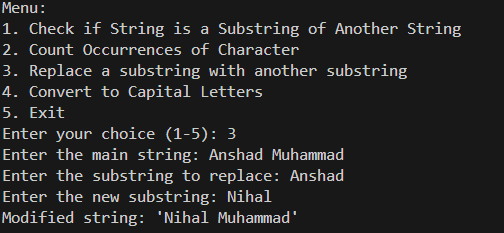 Menu:
1. Check if String is a Substring of Another String
2. Count Occurrences of Character
3. Replace a substring with another substring
4. Convert to Capital Letters
5. Exit
Enter your choice (1-5): 3
Enter the main string: Anshad Muhammad
Enter the substring to replace: Anshad
Enter the new substring: Nihal
Modified string: 'Nihal Muhammad'